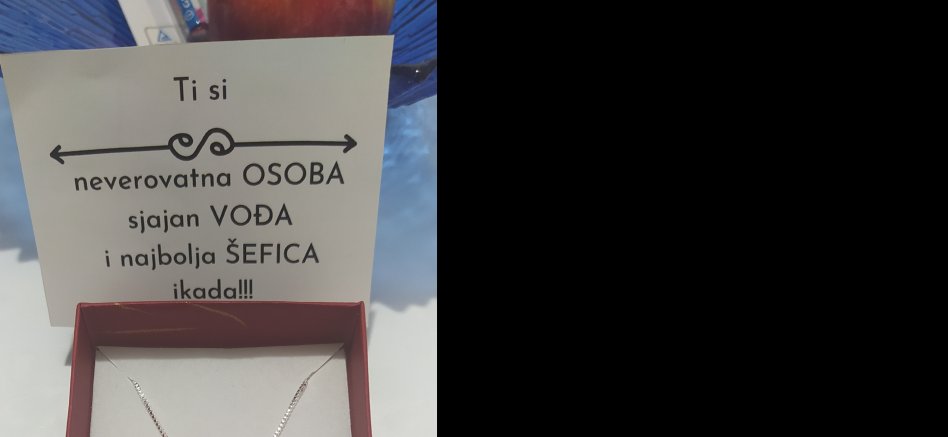 Ti si
neverovatna OSOBA
sjajan VOĐA
i najbolja ŠEFICA
ikada!!!